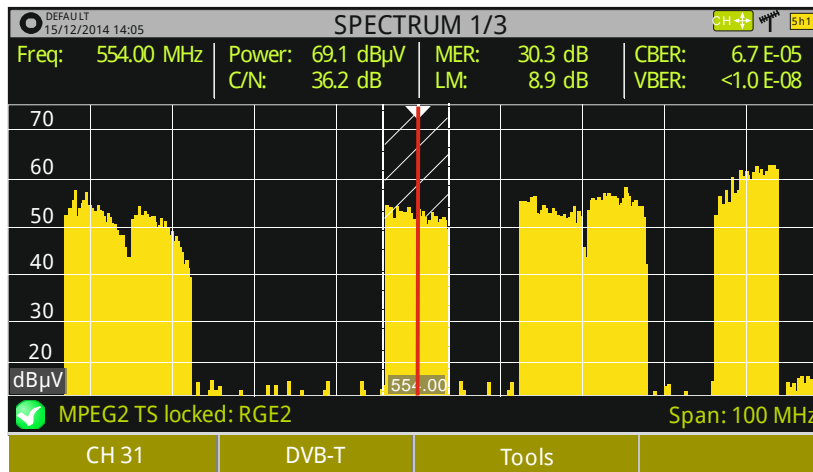 DEFAULT
15/12/2014 14:05
SPECTRUM 1/3
CH
5h1
Freq: 554.00 MHz
Power: 69.1 dBµV
C/N: 36.2 dB
MER: 30.3 dB
LM: 8.9 dB
CBER: 6.7 E-05
VBER: <1.0 E-08
70
60
50
40
30
20
dBµV
554.00
MPEG2 TS locked: RGE2
Span: 100 MHz
CH 31
DVB-T
Tools